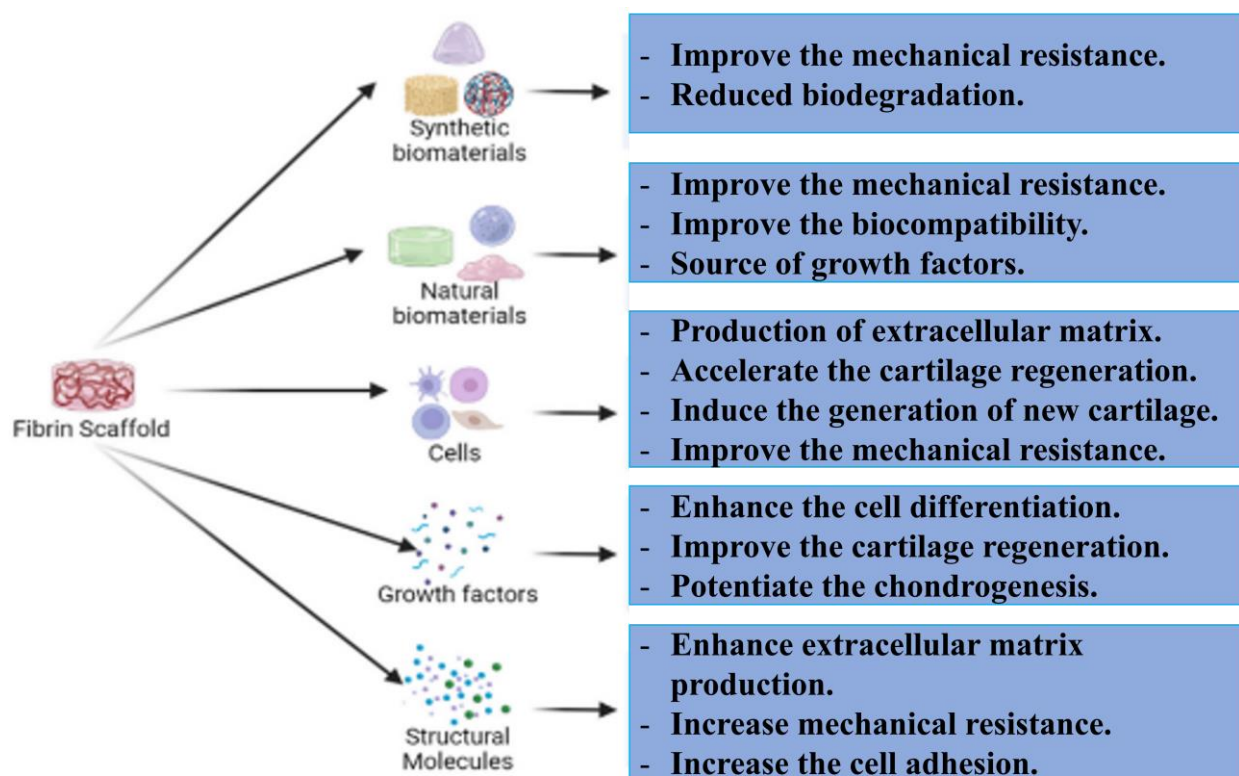 Fibrin Scaffold
Synthetic
biomaterials
- Improve the mechanical resistance.
- Reduced biodegradation.
Natural
biomaterials
- Improve the mechanical resistance.
- Improve the biocompatibility.
- Source of growth factors.
Cells
- Production of extracellular matrix.
- Accelerate the cartilage regeneration.
- Induce the generation of new cartilage.
- Improve the mechanical resistance.
Growth factors
- Enhance the cell differentiation.
- Improve the cartilage regeneration.
- Potentiate the chondrogenesis.
Structural
Molecules
- Enhance extracellular matrix
production.
- Increase mechanical resistance.
- Increase the cell adhesion.